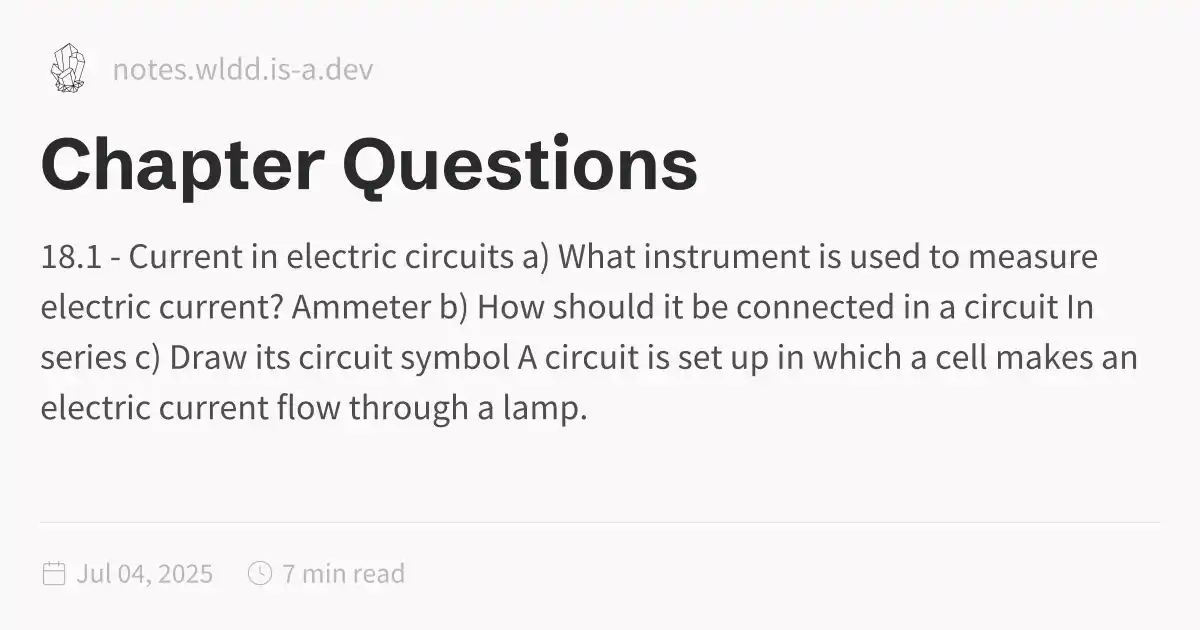 notes.wldd.is-a.dev
Chapter Questions
18.1 - Current in electric circuits a) What instrument is used to measure
electric current? Ammeter b) How should it be connected in a circuit In
series c) Draw its circuit symbol A circuit is set up in which a cell makes an
electric current flow through a lamp.
Jul 04, 2025 7 min read